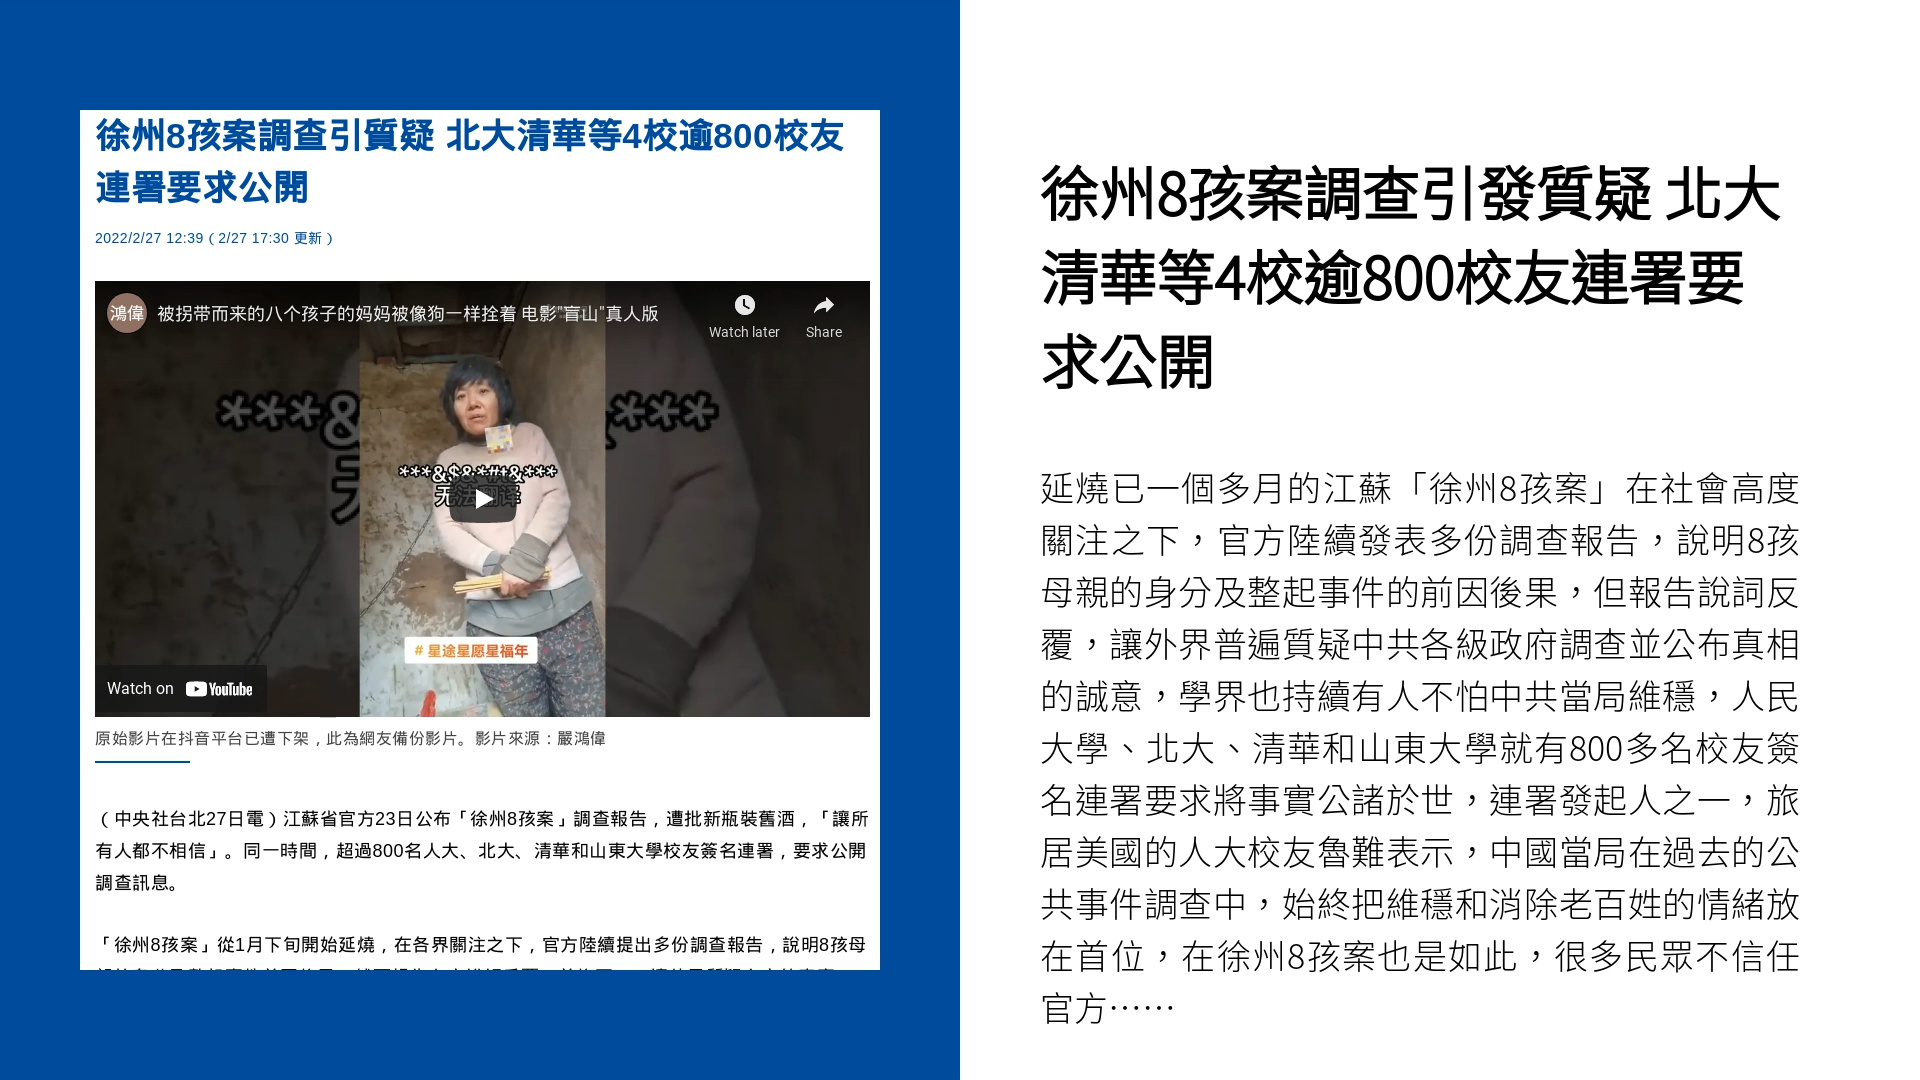 徐州8孩案調查引質疑 北大清華等4校逾800校友
連署要求公開
2022/2/27 12:39（2/27 17:30 更新）
鴻偉
被拐带而来的八个孩子的妈妈被像狗一样拴着 电影"盲山"真人版
Watch later
Share
***&$&*#t&***
无法翻译
# 星途星愿星福年
Watch on YouTube
原始影片在抖音平台已遭下架，此為網友備份影片。影片來源：嚴鴻偉
（中央社台北27日電）江蘇省官方23日公布「徐州8孩案」調查報告，遭批新瓶裝舊酒，「讓所
有人都不相信」。同一時間，超過800名人大、北大、清華和山東大學校友簽名連署，要求公開
調查訊息。
「徐州8孩案」從1月下旬開始延燒，在各界關注之下，官方陸續提出多份調查報告，說明8孩母
徐州8孩案調查引發質疑 北大
清華等4校逾800校友連署要
求公開
延燒已一個多月的江蘇「徐州8孩案」在社會高度
關注之下，官方陸續發表多份調查報告，說明8孩
母親的身分及整起事件的前因後果，但報告說詞反
覆，讓外界普遍質疑中共各級政府調查並公布真相
的誠意，學界也持續有人不怕中共當局維穩，人民
大學、北大、清華和山東大學就有800多名校友簽
名連署要求將事實公諸於世，連署發起人之一，旅
居美國的人大校友魯難表示，中國當局在過去的公
共事件調查中，始終把維穩和消除老百姓的情緒放
在首位，在徐州8孩案也是如此，很多民眾不信任
官方⋯⋯